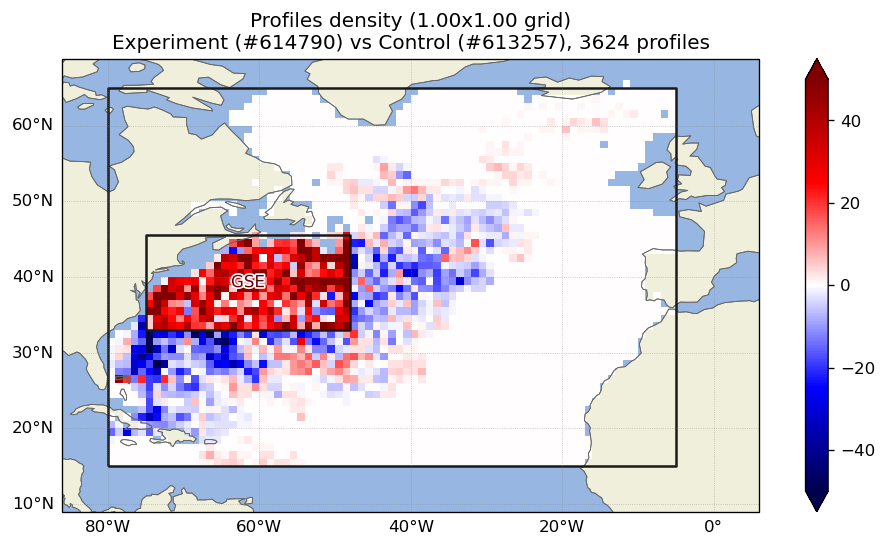 Profiles density (1.00x1.00 grid)
Experiment (#614790) vs Control (#613257), 3624 profiles
60°N
50°N
40°N
30°N
20°N
10°N
GSE
80°W
60°W
40°W
20°W
0°
40
20
0
−20
−40